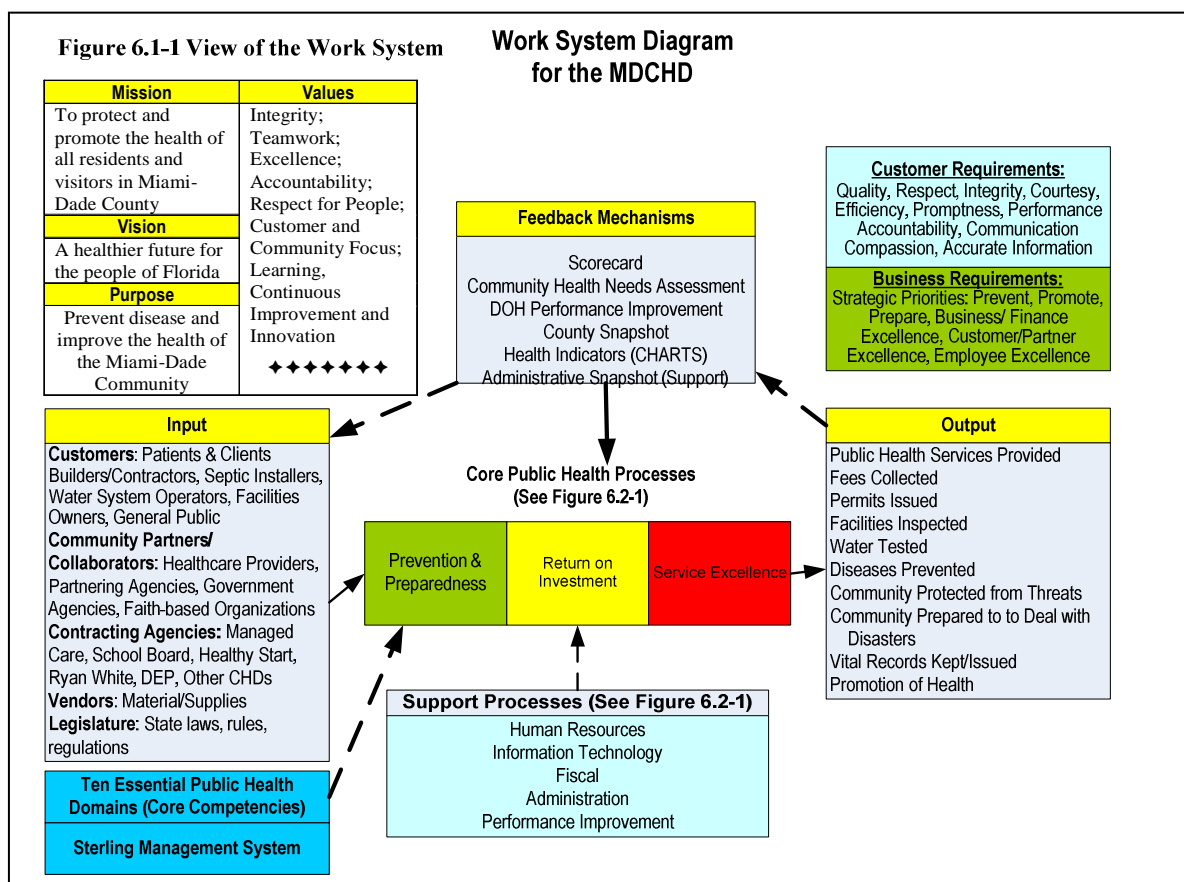 Figure 6.1-1 View of the Work System
Work System Diagram
for the MDCHD
Mission
To protect and
promote the health of
all residents and
visitors in Miami-
Dade County
Vision
A healthier future for
the people of Florida
Purpose
Prevent disease and
improve the health of
the Miami-Dade
Community
Values
Integrity;
Teamwork;
Excellence;
Accountability;
Respect for People;
Customer and
Community Focus;
Learning,
Continuous
Improvement and
Innovation
Feedback Mechanisms
Scorecard
Community Health Needs Assessment
DOH Performance Improvement
County Snapshot
Health Indicators (CHARTS)
Administrative Snapshot (Support)
Customer Requirements:
Quality, Respect, Integrity, Courtesy,
Efficiency, Promptness, Performance
Accountability, Communication
Compassion, Accurate Information
Business Requirements:
Strategic Priorities: Prevent, Promote,
Prepare, Business/ Finance
Excellence, Customer/Partner
Excellence, Employee Excellence
Input
Customers: Patients & Clients
Builders/Contractors, Septic Installers,
Water System Operators, Facilities
Owners, General Public
Community Partners/
Collaborators: Healthcare Providers,
Partnering Agencies, Government
Agencies, Faith-based Organizations
Contracting Agencies: Managed
Care, School Board, Healthy Start,
Ryan White, DEP, Other CHDs
Vendors: Material/Supplies
Legislature: State laws, rules,
regulations
Ten Essential Public Health
Domains (Core Competencies)
Sterling Management System
Core Public Health Processes
(See Figure 6.2-1)
Prevention &
Preparedness
Return on
Investment
Service Excellence
Support Processes (See Figure 6.2-1)
Human Resources
Information Technology
Fiscal
Administration
Performance Improvement
Output
Public Health Services Provided
Fees Collected
Permits Issued
Facilities Inspected
Water Tested
Diseases Prevented
Community Protected from Threats
Community Prepared to to Deal with
Disasters
Vital Records Kept/Issued
Promotion of Health